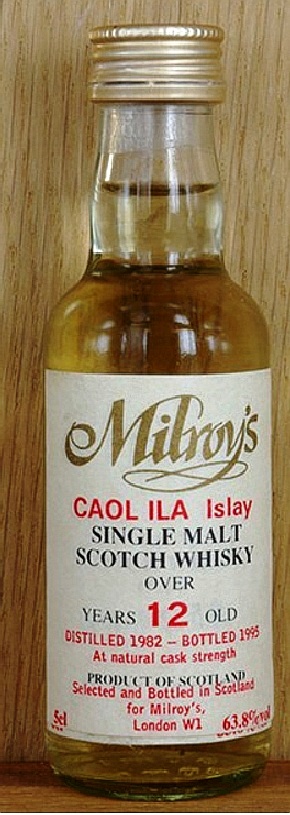 Milroy's
CAOL ILA Islay
SINGLE MALT
SCOTCH WHISKY
OVER
YEARS 12 OLD
DISTILLED 1982 – BOTTLED 1995
At natural cask strength
PRODUCT OF SCOTLAND
Selected and Bottled in Scotland
for Milroy's,
5cl London W1 63.8%vol